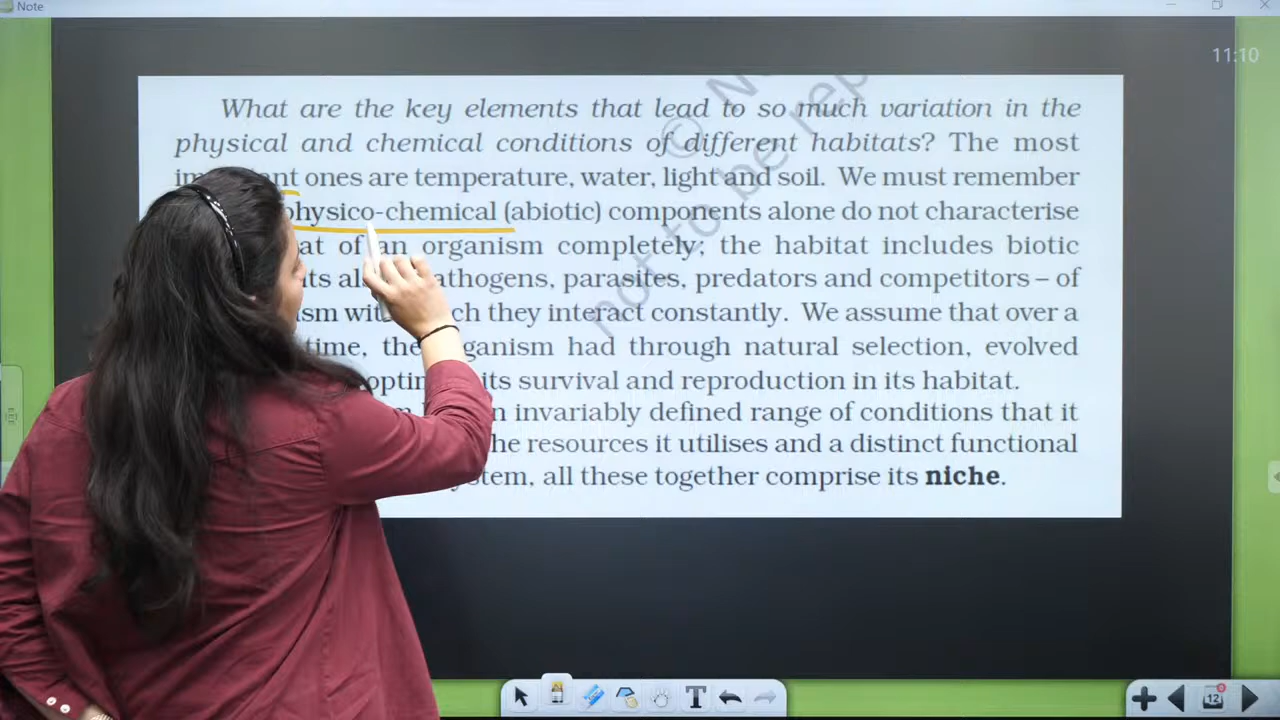 Note
11:10
What are the key elements that lead to so much variation in the
physical and chemical conditions of different habitats? The most
ones are temperature, water, light and soil. We must remember
physico-chemical (abiotic) components alone do not characterise
of an organism completely; the habitat includes biotic
pathogens, parasites, predators and competitors – of
they interact constantly. We assume that over a
time, the organism had through natural selection, evolved
its survival and reproduction in its habitat.
invariably defined range of conditions that it
resources it utilises and a distinct functional
all these together comprise its niche.
not to be
T
12